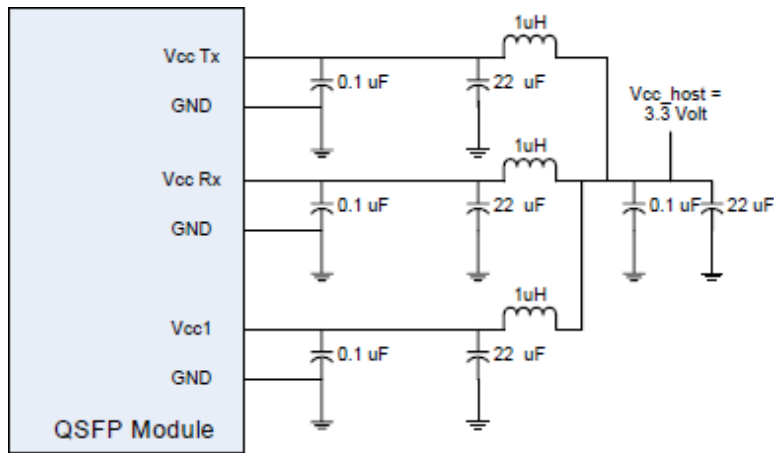 1uH
Vcc Tx
0.1 uF
22 uF
GND
Vcc_host =
3.3 Volt
1uH
Vcc Rx
0.1 uF
22 uF
0.1 uF
22 uF
GND
1uH
Vcc1
0.1 uF
22 uF
GND
QSFP Module